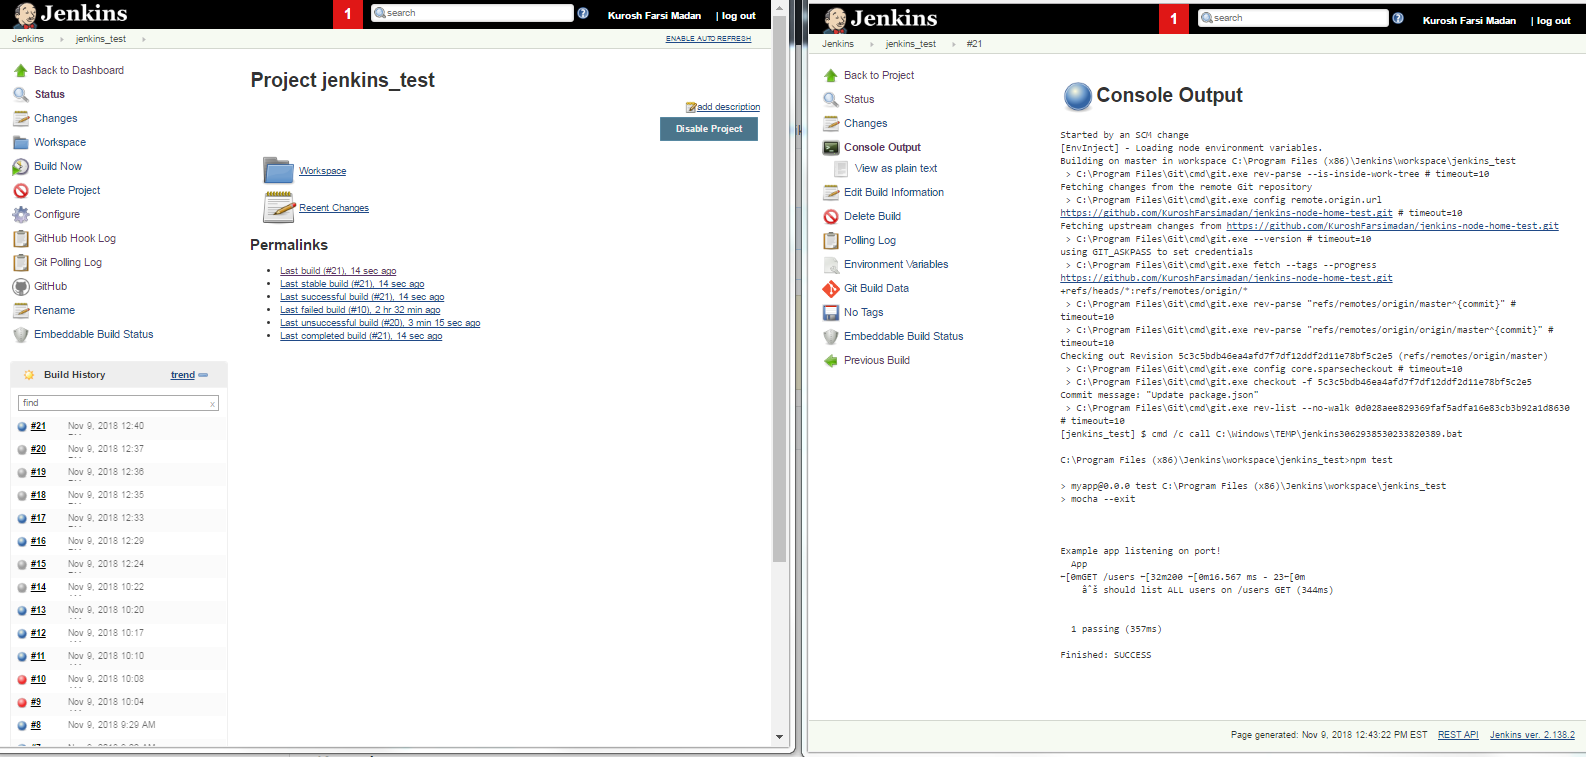 Jenkins
1
search
Kurosh Farsi Madan
| log out
Jenkins
jenkins_test
ENABLE AUTO REFRESH
Back to Dashboard
Status
Changes
Workspace
Build Now
Delete Project
Configure
GitHub Hook Log
Git Polling Log
GitHub
Rename
Embeddable Build Status
Build History
trend
find
x
#21 Nov 9, 2018 12:40
#20 Nov 9, 2018 12:37
#19 Nov 9, 2018 12:36
#18 Nov 9, 2018 12:35
#17 Nov 9, 2018 12:33
#16 Nov 9, 2018 12:29
#15 Nov 9, 2018 12:24
#14 Nov 9, 2018 10:22
#13 Nov 9, 2018 10:20
#12 Nov 9, 2018 10:17
#11 Nov 9, 2018 10:10
#10 Nov 9, 2018 10:08
#9 Nov 9, 2018 10:04
#8 Nov 9, 2018 9:29 AM
Project jenkins_test
add description
Disable Project
Workspace
Recent Changes
Permalinks
Last build (#21), 14 sec ago
Last stable build (#21), 14 sec ago
Last successful build (#21), 14 sec ago
Last failed build (#10), 2 hr 32 min ago
Last unsuccessful build (#20), 3 min 15 sec ago
Last completed build (#21), 14 sec ago
Jenkins
1
search
Kurosh Farsi Madan
| log out
Jenkins
jenkins_test
#21
Back to Project
Status
Changes
Console Output
View as plain text
Edit Build Information
Delete Build
Polling Log
Environment Variables
Git Build Data
No Tags
Embeddable Build Status
Previous Build
Console Output
Started by an SCM change
[EnvInject] - Loading node environment variables.
Building on master in workspace C:\Program Files (x86)\Jenkins\workspace\jenkins_test
> C:\Program Files\Git\cmd\git.exe rev-parse --is-inside-work-tree # timeout=10
Fetching changes from the remote Git repository
> C:\Program Files\Git\cmd\git.exe config remote.origin.url
https://github.com/KuroshFarsimadan/jenkins-node-home-test.git # timeout=10
Fetching upstream changes from https://github.com/KuroshFarsimadan/jenkins-node-home-test.git
> C:\Program Files\Git\cmd\git.exe --version # timeout=10
using GIT_ASKPASS to set credentials
> C:\Program Files\Git\cmd\git.exe fetch --tags --progress
https://github.com/KuroshFarsimadan/jenkins-node-home-test.git
+refs/heads/*:refs/remotes/origin/*
> C:\Program Files\Git\cmd\git.exe rev-parse "refs/remotes/origin/master^{commit}" #
timeout=10
> C:\Program Files\Git\cmd\git.exe rev-parse "refs/remotes/origin/origin/master^{commit}" #
timeout=10
Checking out Revision 5c3c5bdb46ea4afd7f7df12ddf2d11e78bf5c2e5 (refs/remotes/origin/master)
> C:\Program Files\Git\cmd\git.exe config core.sparsecheckout # timeout=10
> C:\Program Files\Git\cmd\git.exe checkout -f 5c3c5bdb46ea4afd7f7df12ddf2d11e78bf5c2e5
Commit message: "Update package.json"
> C:\Program Files\Git\cmd\git.exe rev-list --no-walk 0d028aee829369faf5adfa16e83cb3b92a1d8630
# timeout=10
[jenkins_test] $ cmd /c call C:\Windows\TEMP\jenkins3062938530233820389.bat
C:\Program Files (x86)\Jenkins\workspace\jenkins_test>npm test
> myapp@0.0.0 test C:\Program Files (x86)\Jenkins\workspace\jenkins_test
> mocha --exit
Example app listening on port!
App
←[0mGET /users ←[32m200 ←[0m16.567 ms - 23←[0m
âˆš should list ALL users on /users GET (344ms)
1 passing (357ms)
Finished: SUCCESS
Page generated: Nov 9, 2018 12:43:22 PM EST
REST API
Jenkins ver. 2.138.2